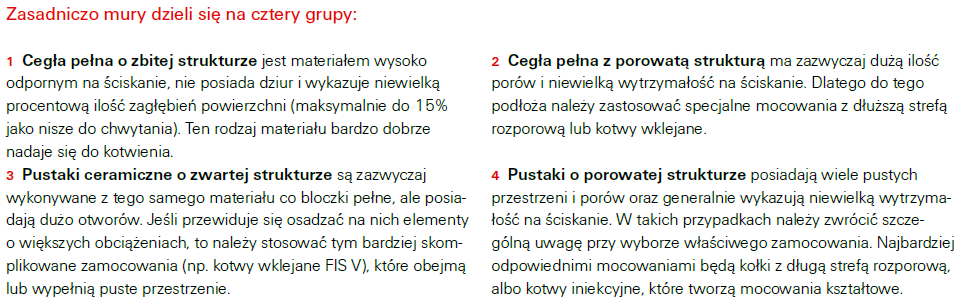 Zasadniczo mury dzieli się na cztery grupy:
1 Cegła pełna o zbitej strukturze jest materiałem wysoko
odpornym na ściskanie, nie posiada dziur i wykazuje niewielką
procentową ilość zagłębień powierzchni (maksymalnie do 15%
jako nisze do chwytania). Ten rodzaj materiału bardzo dobrze
nadaje się do kotwienia.
2 Cegła pełna z porowatą strukturą ma zazwyczaj dużą ilość
porów i niewielką wytrzymałość na ściskanie. Dlatego do tego
podłoża należy zastosować specjalne mocowania z dłuższą strefą
rozporową lub kotwy wklejane.
3 Pustaki ceramiczne o zwartej strukturze są zazwyczaj
wykonywane z tego samego materiału co bloczki pełne, ale posia-
dają dużo otworów. Jeśli przewiduje się osadzać na nich elementy
o większych obciążeniach, to należy stosować tym bardziej skom-
plikowane zamocowania (np. kotwy wklejane FIS V), które obejmą
lub wypełnią puste przestrzenie.
4 Pustaki o porowatej strukturze posiadają wiele pustych
przestrzeni i porów oraz generalnie wykazują niewielką wytrzyma-
łość na ściskanie. W takich przypadkach należy zwrócić szcze-
gólną uwagę przy wyborze właściwego zamocowania. Najbardziej
odpowiednimi mocowaniami będą kołki z długą strefą rozporową,
albo kotwy iniekcyjne, które tworzą mocowania kształtowe.